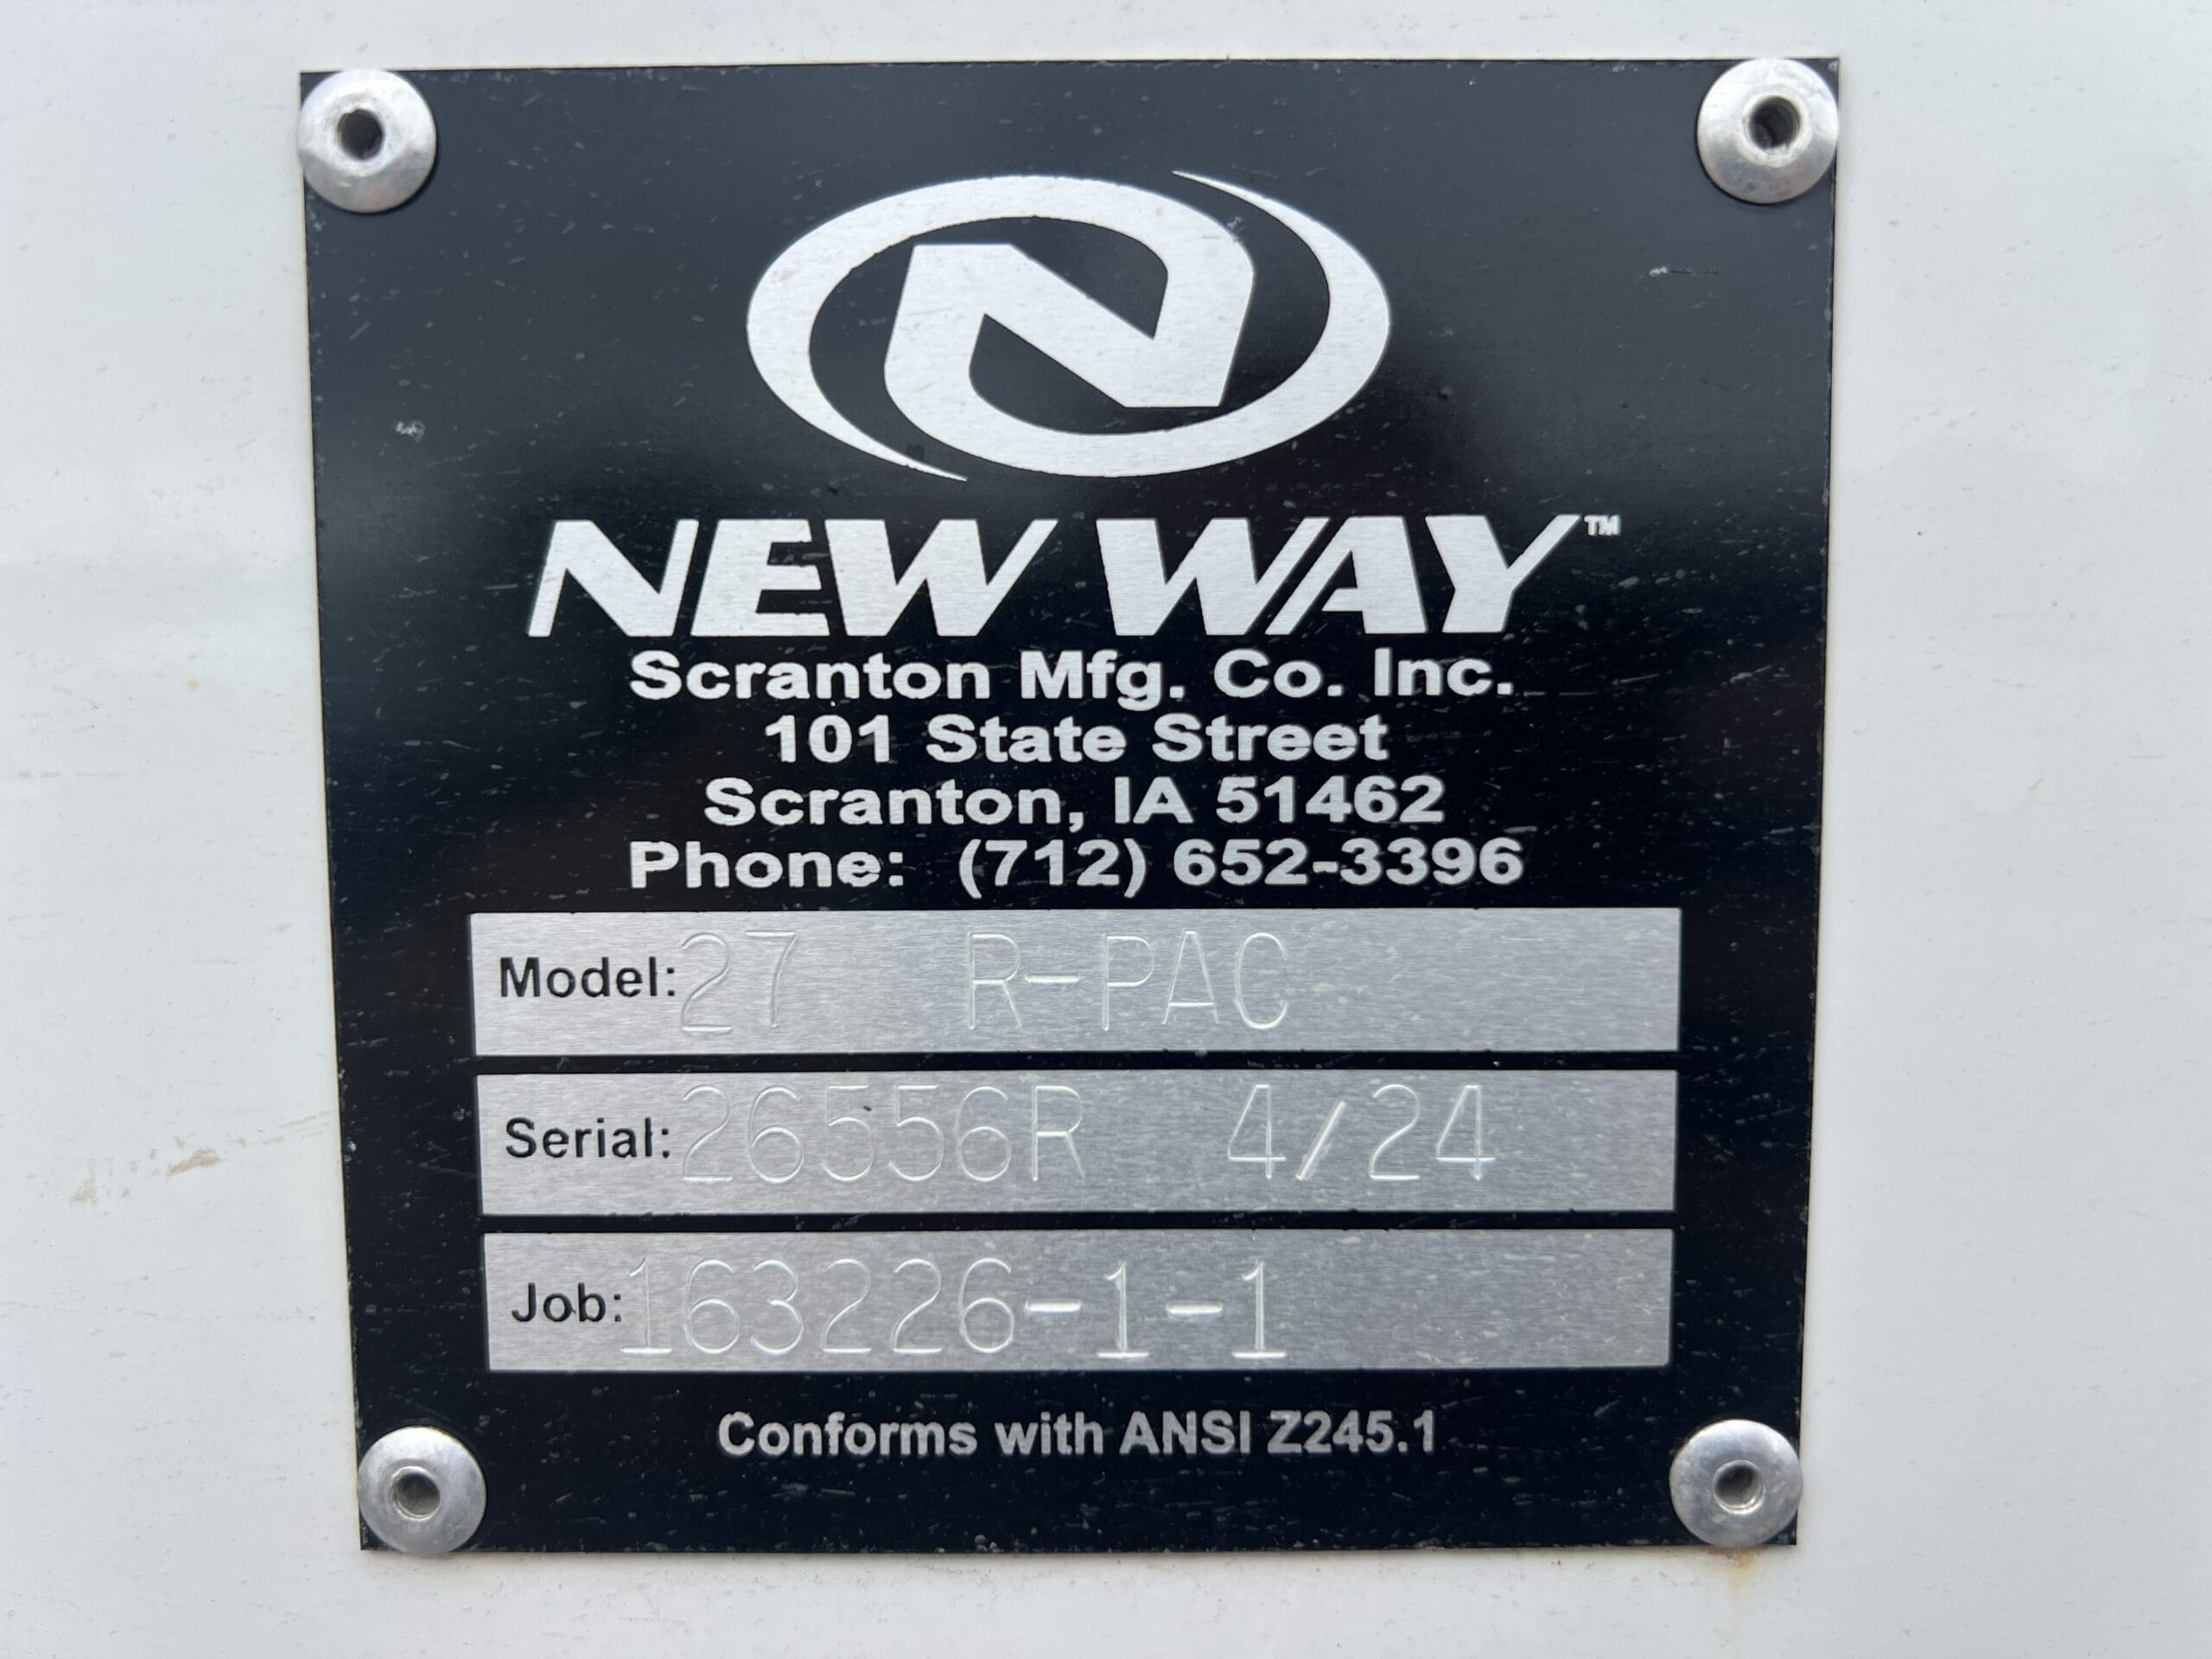 NEW WAY™
Scranton Mfg. Co. Inc.
101 State Street
Scranton, IA 51462
Phone: (712) 652-3396
Model: 27 R-PAC
Serial: 26556R 4/24
Job: 163226-1-1
Conforms with ANSI Z245.1